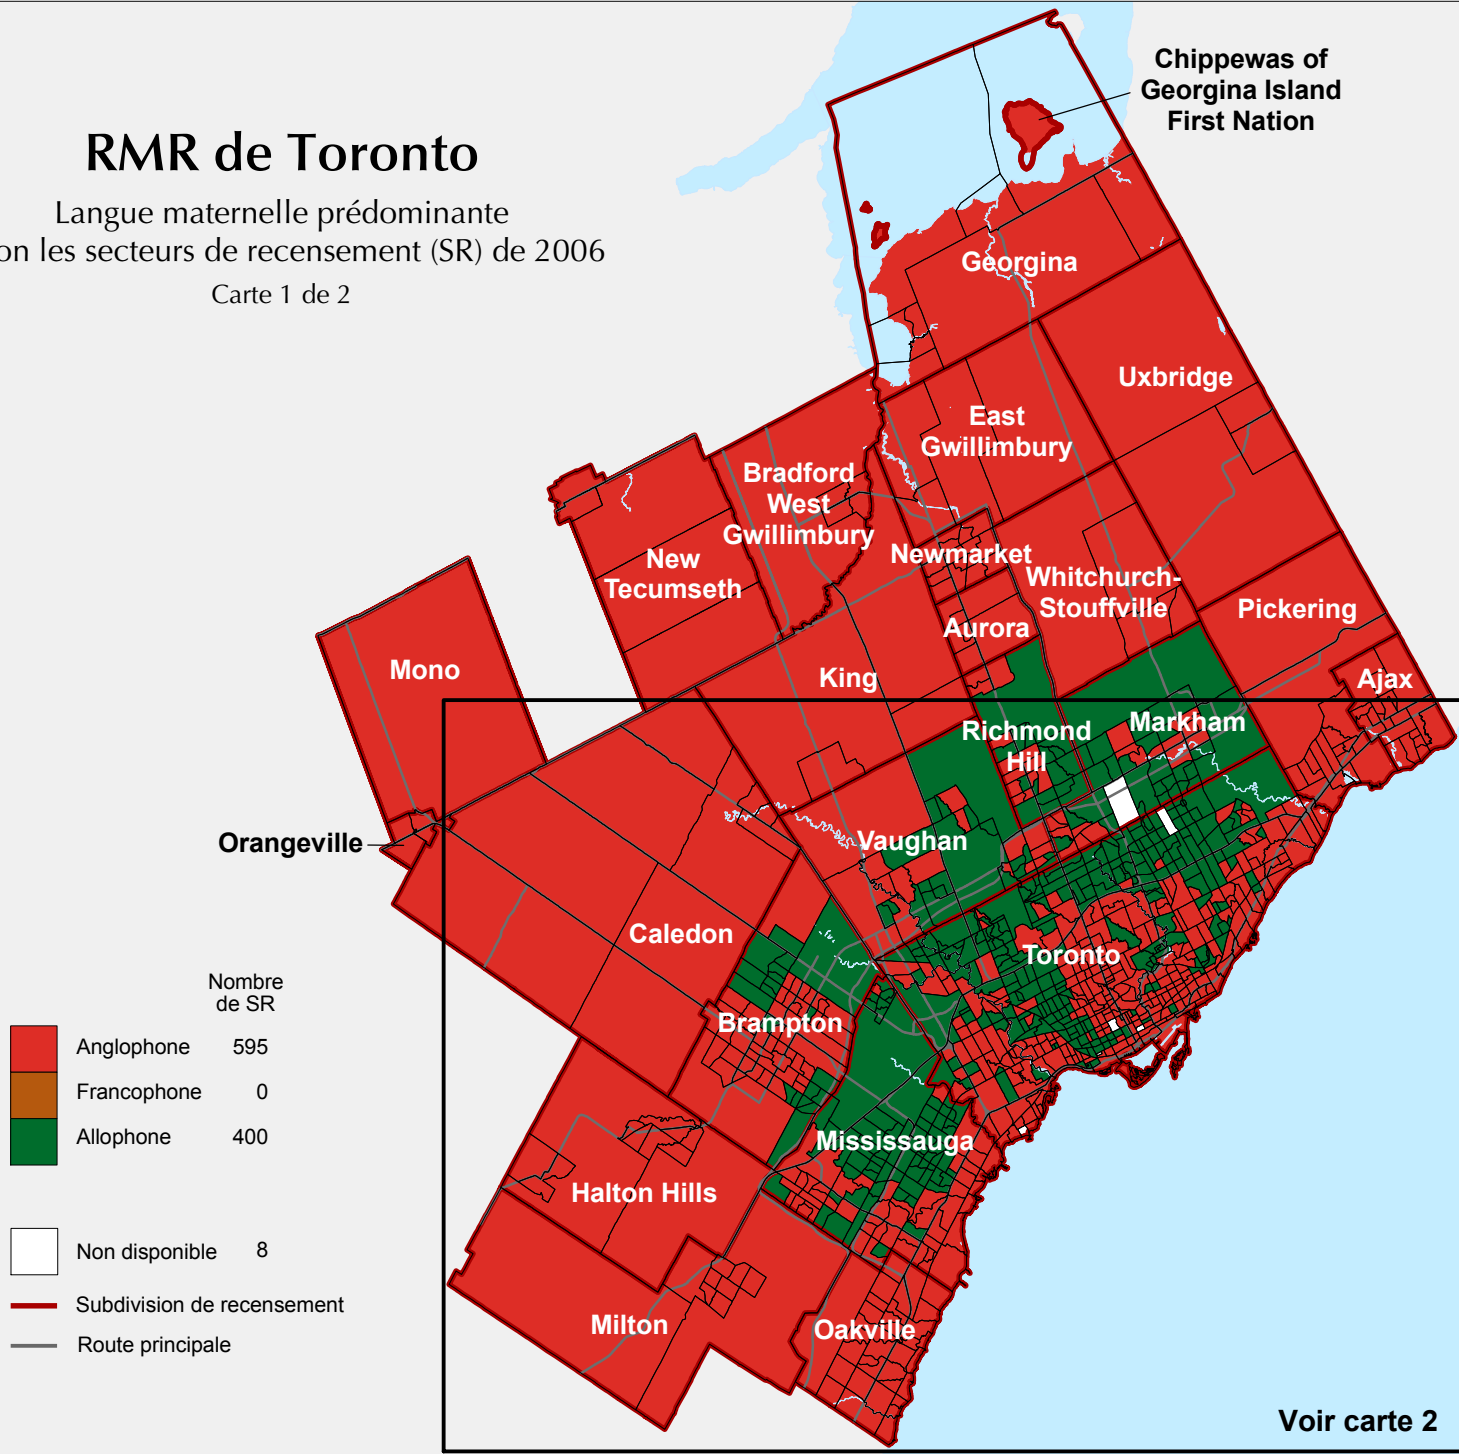 RMR de Toronto
Langue maternelle prédominante
on les secteurs de recensement (SR) de 2006
Carte 1 de 2
Chippewas of
Georgina Island
First Nation
Georgina
Uxbridge
East
Gwillimbury
Bradford
West
Gwillimbury
New
Tecumseth
Newmarket
Whitchurch-
Stouffville
Pickering
Aurora
Mono
King
Ajax
Richmond
Hill
Markham
Orangeville
Vaughan
Caledon
Toronto
Brampton
Mississauga
Halton Hills
Milton
Oakville
Nombre
de SR
Anglophone 595
Francophone 0
Allophone 400
Non disponible 8
Subdivision de recensement
Route principale
Voir carte 2